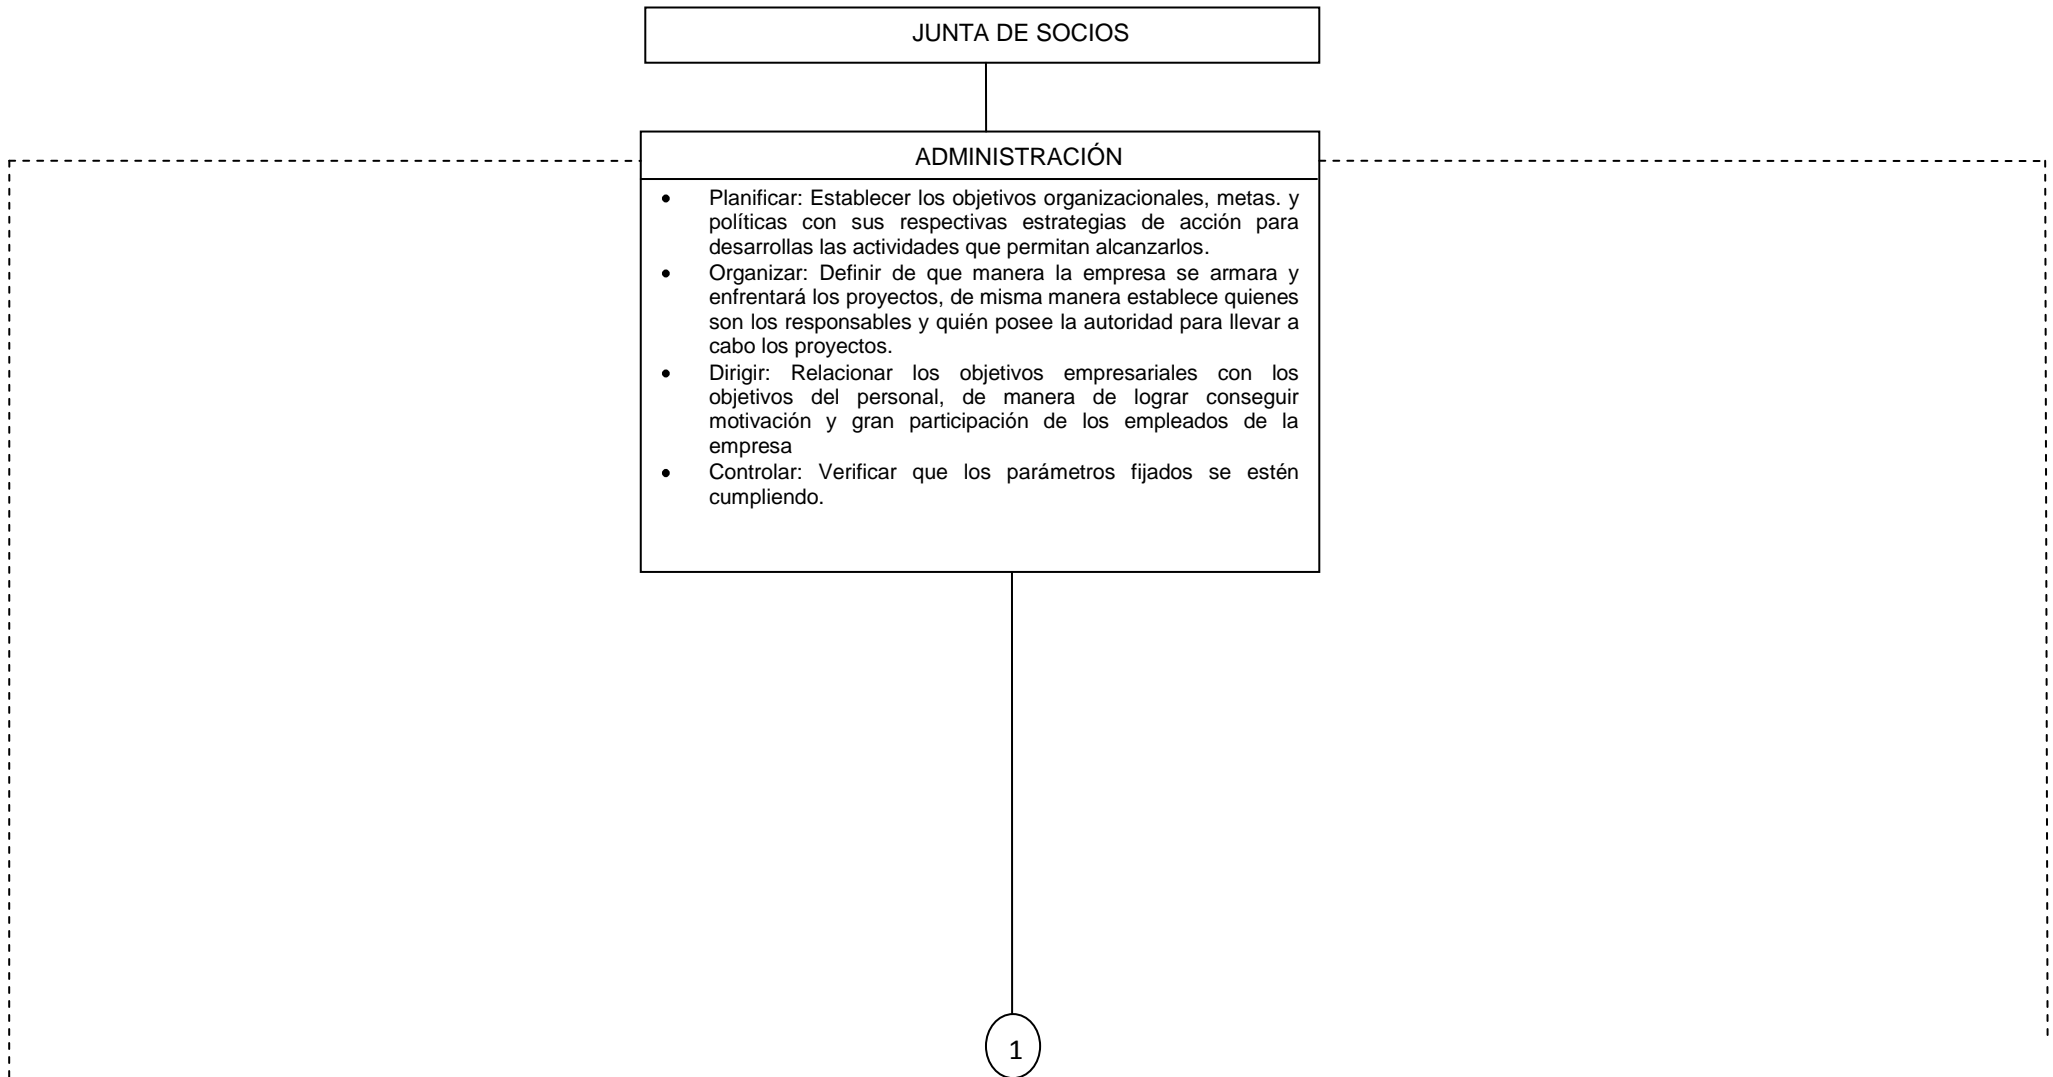 JUNTA DE SOCIOS
ADMINISTRACIÓN
• Planificar: Establecer los objetivos organizacionales, metas. y
políticas con sus respectivas estrategias de acción para
desarrollas las actividades que permitan alcanzarlos.
• Organizar: Definir de que manera la empresa se armara y
enfrentará los proyectos, de misma manera establece quienes
son los responsables y quién posee la autoridad para llevar a
cabo los proyectos.
• Dirigir: Relacionar los objetivos empresariales con los
objetivos del personal, de manera de lograr conseguir
motivación y gran participación de los empleados de la
empresa
• Controlar: Verificar que los parámetros fijados se estén
cumpliendo.
1